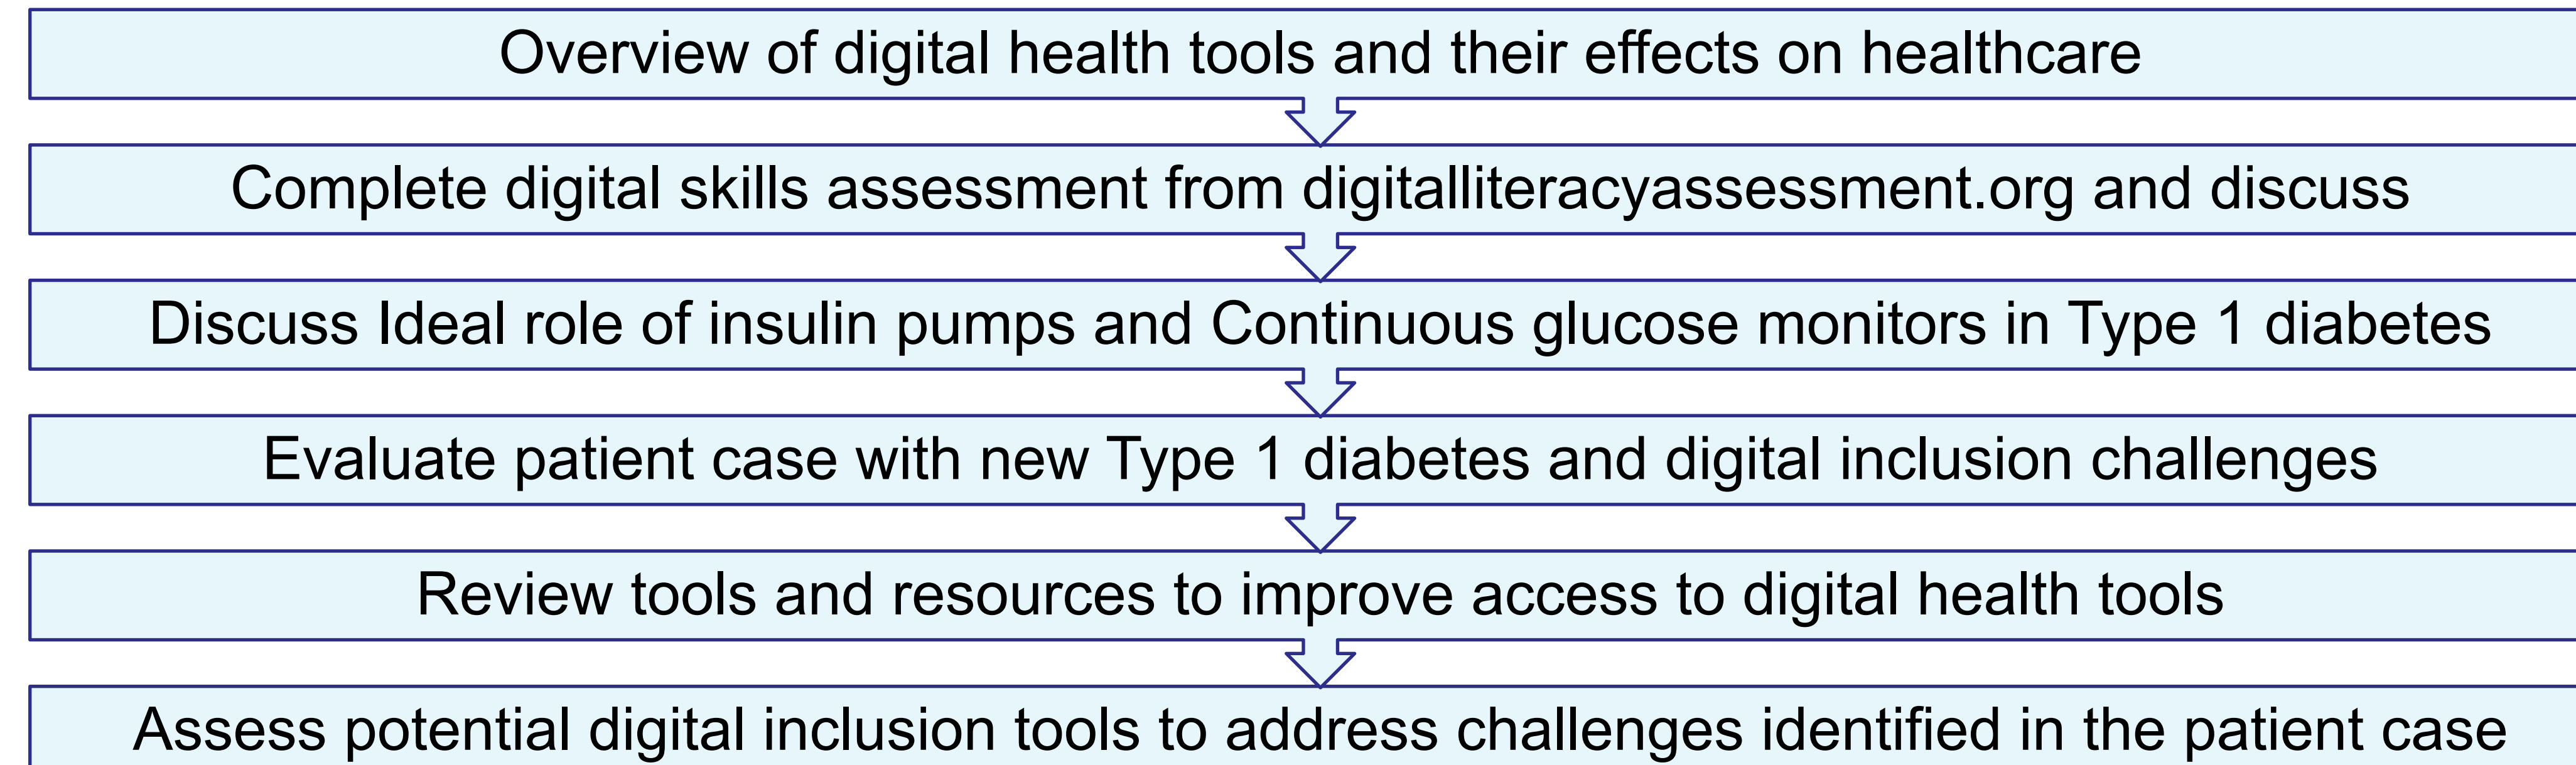 Overview of digital health tools and their effects on healthcare
Complete digital skills assessment from digitalliteracyassessment.org and discuss
Discuss Ideal role of insulin pumps and Continuous glucose monitors in Type 1 diabetes
Evaluate patient case with new Type 1 diabetes and digital inclusion challenges
Review tools and resources to improve access to digital health tools
Assess potential digital inclusion tools to address challenges identified in the patient case